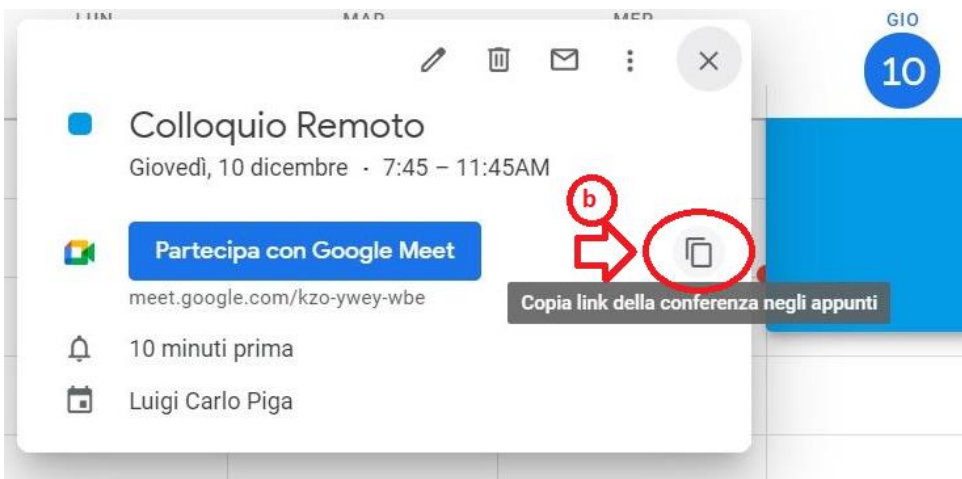 LUN MAR MER GIO
10
Colloquio Remoto
Giovedì, 10 dicembre · 7:45 – 11:45AM
b
Partecipa con Google Meet
meet.google.com/kzo-ywey-wbe
Copia link della conferenza negli appunti
10 minuti prima
Luigi Carlo Piga